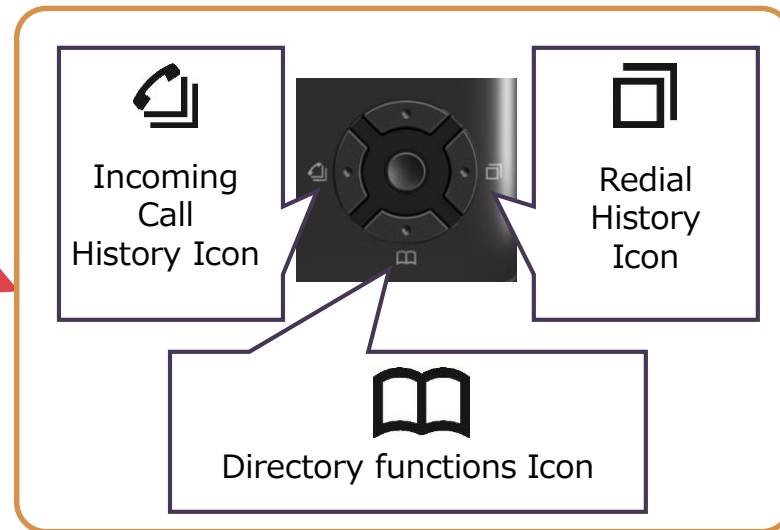 Incoming
Call
History Icon
Redial
History
Icon
Directory functions Icon